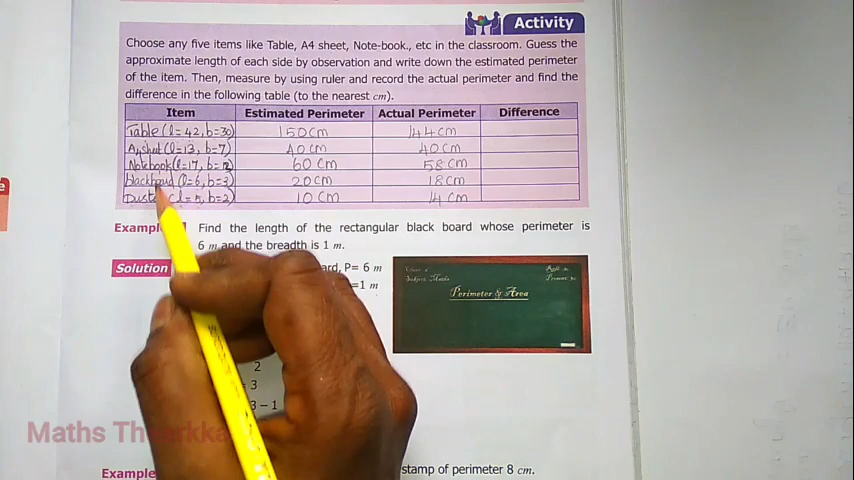 Activity
Choose any five items like Table, A4 sheet, Note-book., etc in the classroom. Guess the
approximate length of each side by observation and write down the estimated perimeter
of the item. Then, measure by using ruler and record the actual perimeter and find the
difference in the following table (to the nearest cm).
Item Estimated Perimeter Actual Perimeter Difference
Table (l=42, b=30) 150cm 144cm
A4 sheet (l=13, b=7) 40cm 40cm
Notebook (l=17, b=12) 60cm 58cm
blackboard (l=6, b=3) 20cm 18cm
Duster (l=5, b=2) 10cm 14cm
Example Find the length of the rectangular black board whose perimeter is
6 m and the breadth is 1 m.
Solution ard, P= 6 m
=1 m
Subject: Maths
Perimeter & Area
2
= 3
3 − 1
Maths Th
Example stamp of perimeter 8 cm.